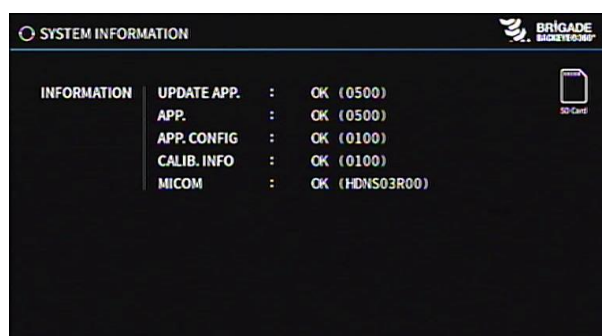 SYSTEM INFORMATION
BRIGADE
BACKEYE®360™
INFORMATION
UPDATE APP. : OK (0500)
APP. : OK (0500)
APP. CONFIG : OK (0100)
CALIB. INFO : OK (0100)
MICOM : OK (HDNS03R00)
SD Card